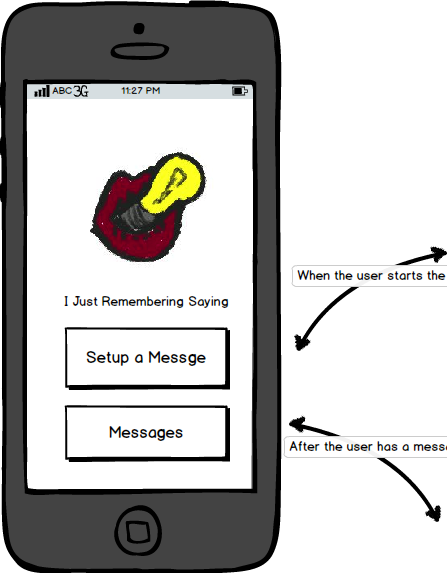 ABC 3G 11:27 PM
I Just Remembering Saying
When the user starts the
Setup a Messge
Messages
After the user has a messa